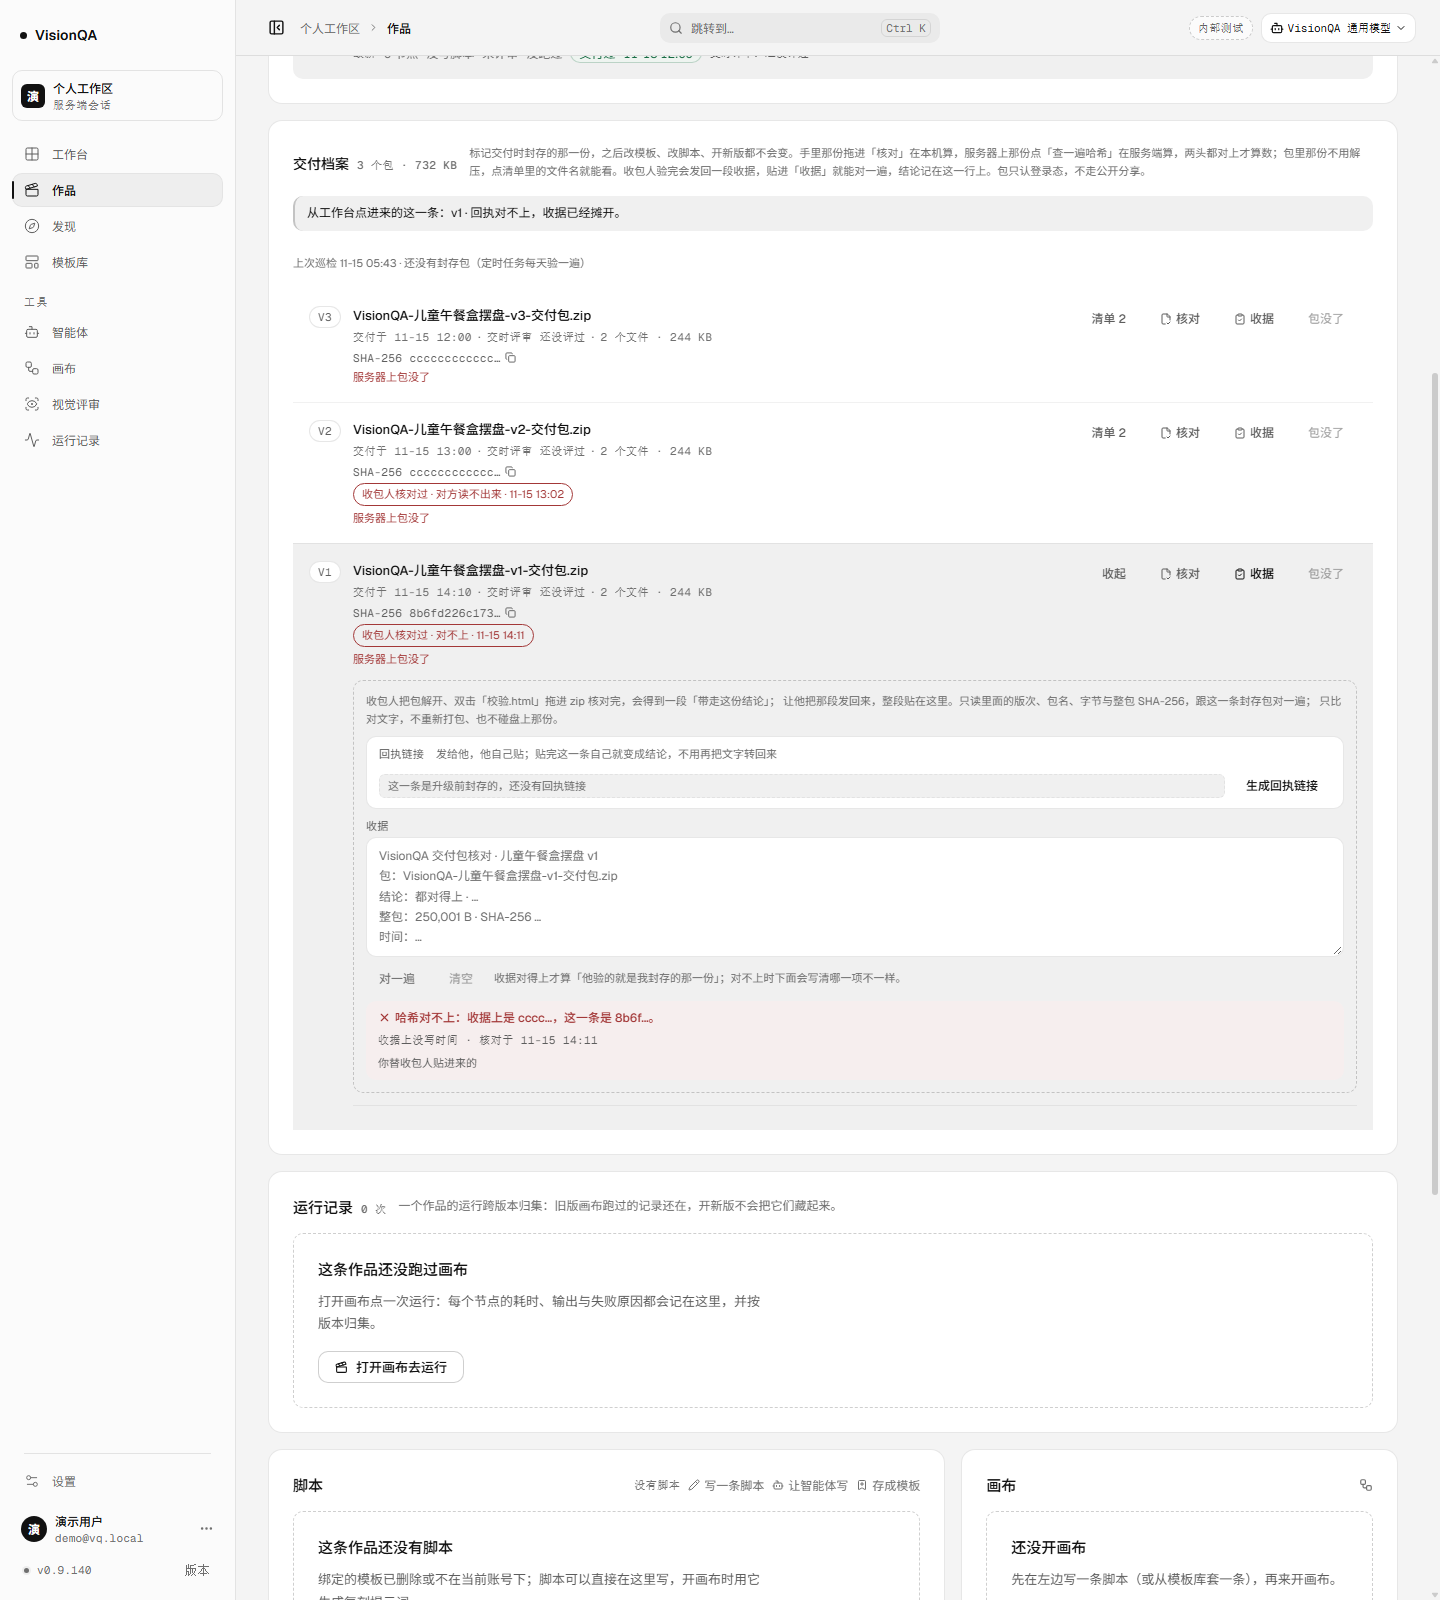 VisionQA
演
个人工作区
服务端会话
工作台
作品
发现
模板库
工具
智能体
画布
视觉评审
运行记录
设置
演
演示用户
demo@vq.local
v0.9.140
版本
个人工作区
作品
跳转到…
Ctrl K
内部测试
VisionQA 通用模型
交付档案
3 个包 · 732 KB
标记交付时封存的那一份，之后改模板、改脚本、开新版都不会变。手里那份拖进「核对」在本机算，服务器上那份点「查一遍哈希」在服务端算，两头都对上才算数；包里那份不用解
压，点清单里的文件名就能看。收包人验完会发回一段收据，贴进「收据」就能对一遍，结论记在这一行上。包只认登录态，不走公开分享。
从工作台点进来的这一条：v1 · 回执对不上，收据已经摊开。
上次巡检 11-15 05:43 · 还没有封存包（定时任务每天验一遍）
V3
VisionQA-儿童午餐盒摆盘-v3-交付包.zip
交付于 11-15 12:00 · 交时评审 还没评过 · 2 个文件 · 244 KB
SHA-256 cccccccccccc…
服务器上包没了
清单 2
核对
收据
包没了
V2
VisionQA-儿童午餐盒摆盘-v2-交付包.zip
交付于 11-15 13:00 · 交时评审 还没评过 · 2 个文件 · 244 KB
SHA-256 cccccccccccc…
收包人核对过 · 对方读不出来 · 11-15 13:02
服务器上包没了
清单 2
核对
收据
包没了
V1
VisionQA-儿童午餐盒摆盘-v1-交付包.zip
交付于 11-15 14:10 · 交时评审 还没评过 · 2 个文件 · 244 KB
SHA-256 8b6fd226c173…
收包人核对过 · 对不上 · 11-15 14:11
服务器上包没了
收起
核对
收据
包没了
收包人把包解开、双击「校验.html」拖进 zip 核对完，会得到一段「带走这份结论」； 让他把那段发回来，整段贴在这里。只读里面的版次、包名、字节与整包 SHA-256，跟这一条封存包对一遍； 只比
对文字，不重新打包、也不碰盘上那份。
回执链接
发给他，他自己贴；贴完这一条自己就变成结论，不用再把文字转回来
这一条是升级前封存的，还没有回执链接
生成回执链接
收据
VisionQA 交付包核对 · 儿童午餐盒摆盘 v1
包：VisionQA-儿童午餐盒摆盘-v1-交付包.zip
结论：都对得上 · …
整包：250,001 B · SHA-256 …
时间：…
对一遍
清空
收据对得上才算「他验的就是我封存的那一份」；对不上时下面会写清哪一项不一样。
哈希对不上：收据上是 cccc…，这一条是 8b6f…。
收据上没写时间 · 核对于 11-15 14:11
你替收包人贴进来的
运行记录
0 次
一个作品的运行跨版本归集：旧版画布跑过的记录还在，开新版不会把它们藏起来。
这条作品还没跑过画布
打开画布点一次运行：每个节点的耗时、输出与失败原因都会记在这里，并按
版本归集。
打开画布去运行
脚本
没有脚本
写一条脚本
让智能体写
存成模板
这条作品还没有脚本
绑定的模板已删除或不在当前账号下；脚本可以直接在这里写，开画布时用它
画布
还没开画布
先在左边写一条脚本（或从模板库套一条），再来开画布。